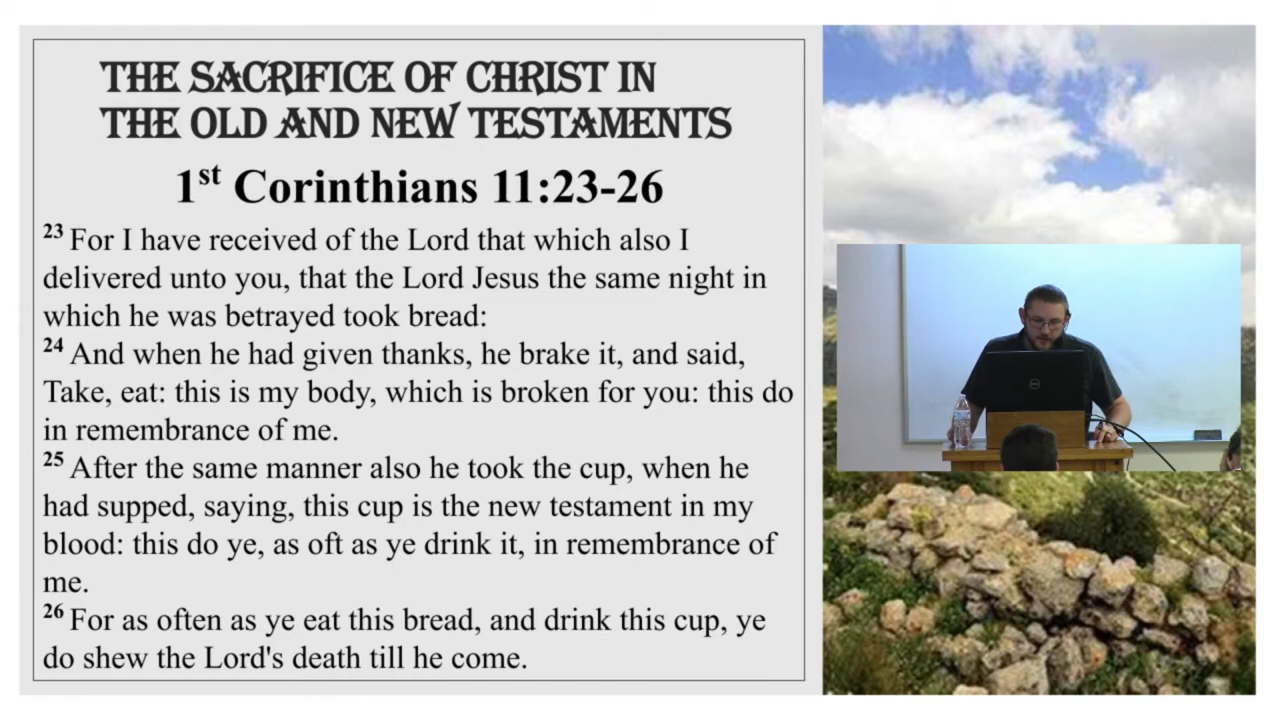 THE SACRIFICE OF CHRIST IN
THE OLD AND NEW TESTAMENTS
1st Corinthians 11:23-26
23 For I have received of the Lord that which also I
delivered unto you, that the Lord Jesus the same night in
which he was betrayed took bread:
24 And when he had given thanks, he brake it, and said,
Take, eat: this is my body, which is broken for you: this do
in remembrance of me.
25 After the same manner also he took the cup, when he
had supped, saying, this cup is the new testament in my
blood: this do ye, as oft as ye drink it, in remembrance of
me.
26 For as often as ye eat this bread, and drink this cup, ye
do shew the Lord's death till he come.